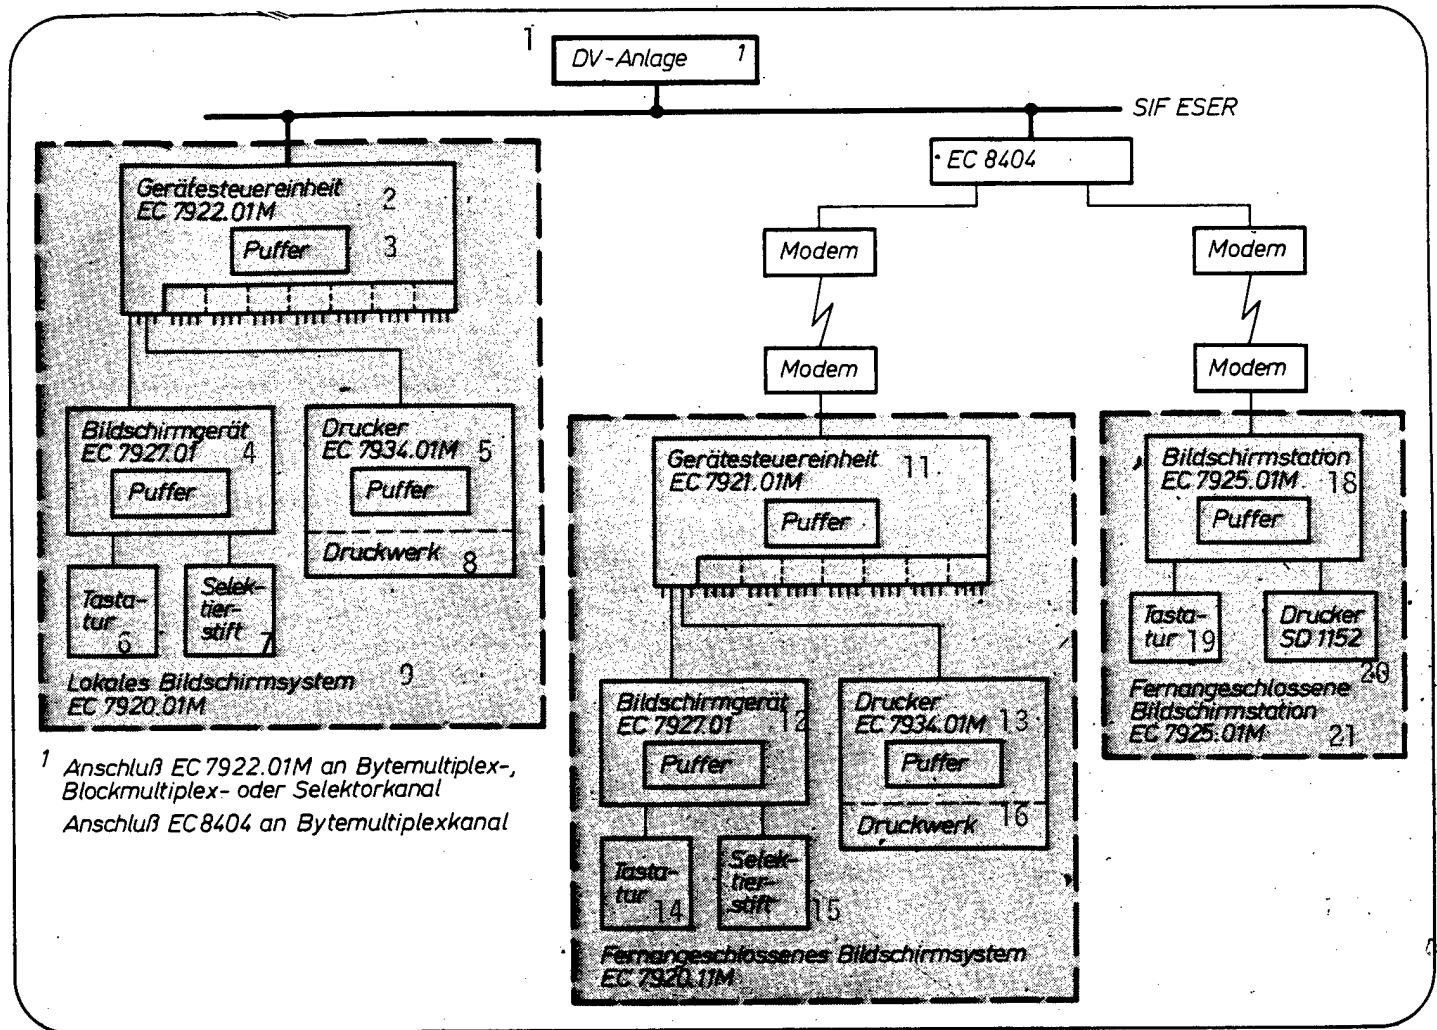 1
DV-Anlage 1
SIF ESER
EC 8404
Gerätesteuereinheit 2
EC 7922.01M
Puffer 3
Modem
Modem
Modem
Modem
Bildschirmgerät
EC 7927.01 4
Puffer
Drucker
EC 7934.01M 5
Puffer
Druckwerk 8
Tasta-
tur 6
Selek-
tier-
stift 7
Lokales Bildschirmsystem 9
EC 7920.01M
Gerätesteuereinheit 11
EC 7921.01M
Puffer
Bildschirmgerät
EC 7927.01 12
Puffer
Drucker
EC 7934.01M 13
Puffer
Druckwerk 16
Tasta-
tur 14
Selek-
tier-
stift 15
Fernangeschlossenes Bildschirmsystem
EC 7920.11M
Bildschirmstation
EC 7925.01M 18
Puffer
Tasta-
tur 19
Drucker
SD 1152
20
Fernangeschlossene
Bildschirmstation
EC 7925.01M 21
1 Anschluß EC 7922.01M an Bytemultiplex-,
Blockmultiplex- oder Selektorkanal
Anschluß EC 8404 an Bytemultiplexkanal